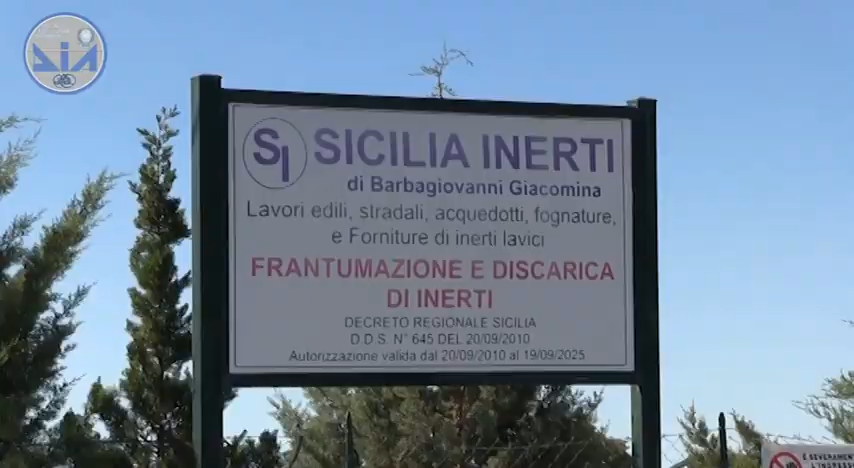 DIA
SI SICILIA INERTI
di Barbagiovanni Giacomina
Lavori edili, stradali, acquedotti, fognature,
e Forniture di inerti lavici
FRANTUMAZIONE E DISCARICA
DI INERTI
DECRETO REGIONALE SICILIA
D.D.S. N° 645 DEL 20/09/2010
Autorizzazione valida dal 20/09/2010 al 19/09/2025
È SEVERAMENTE